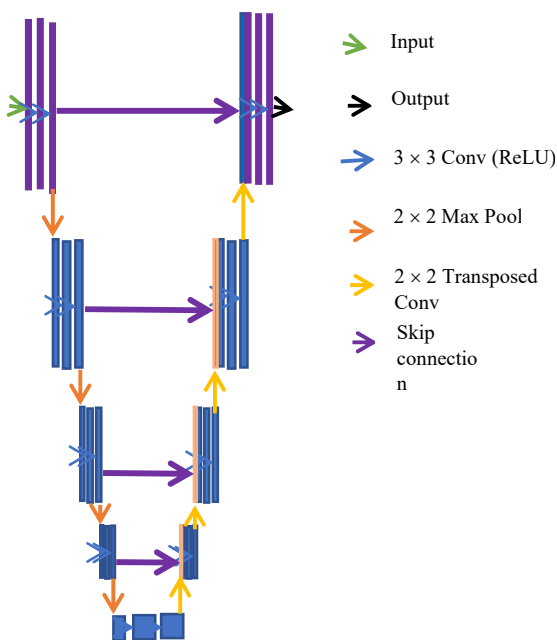 Input
Output
3 × 3 Conv (ReLU)
2 × 2 Max Pool
2 × 2 Transposed
Conv
Skip
connectio
n